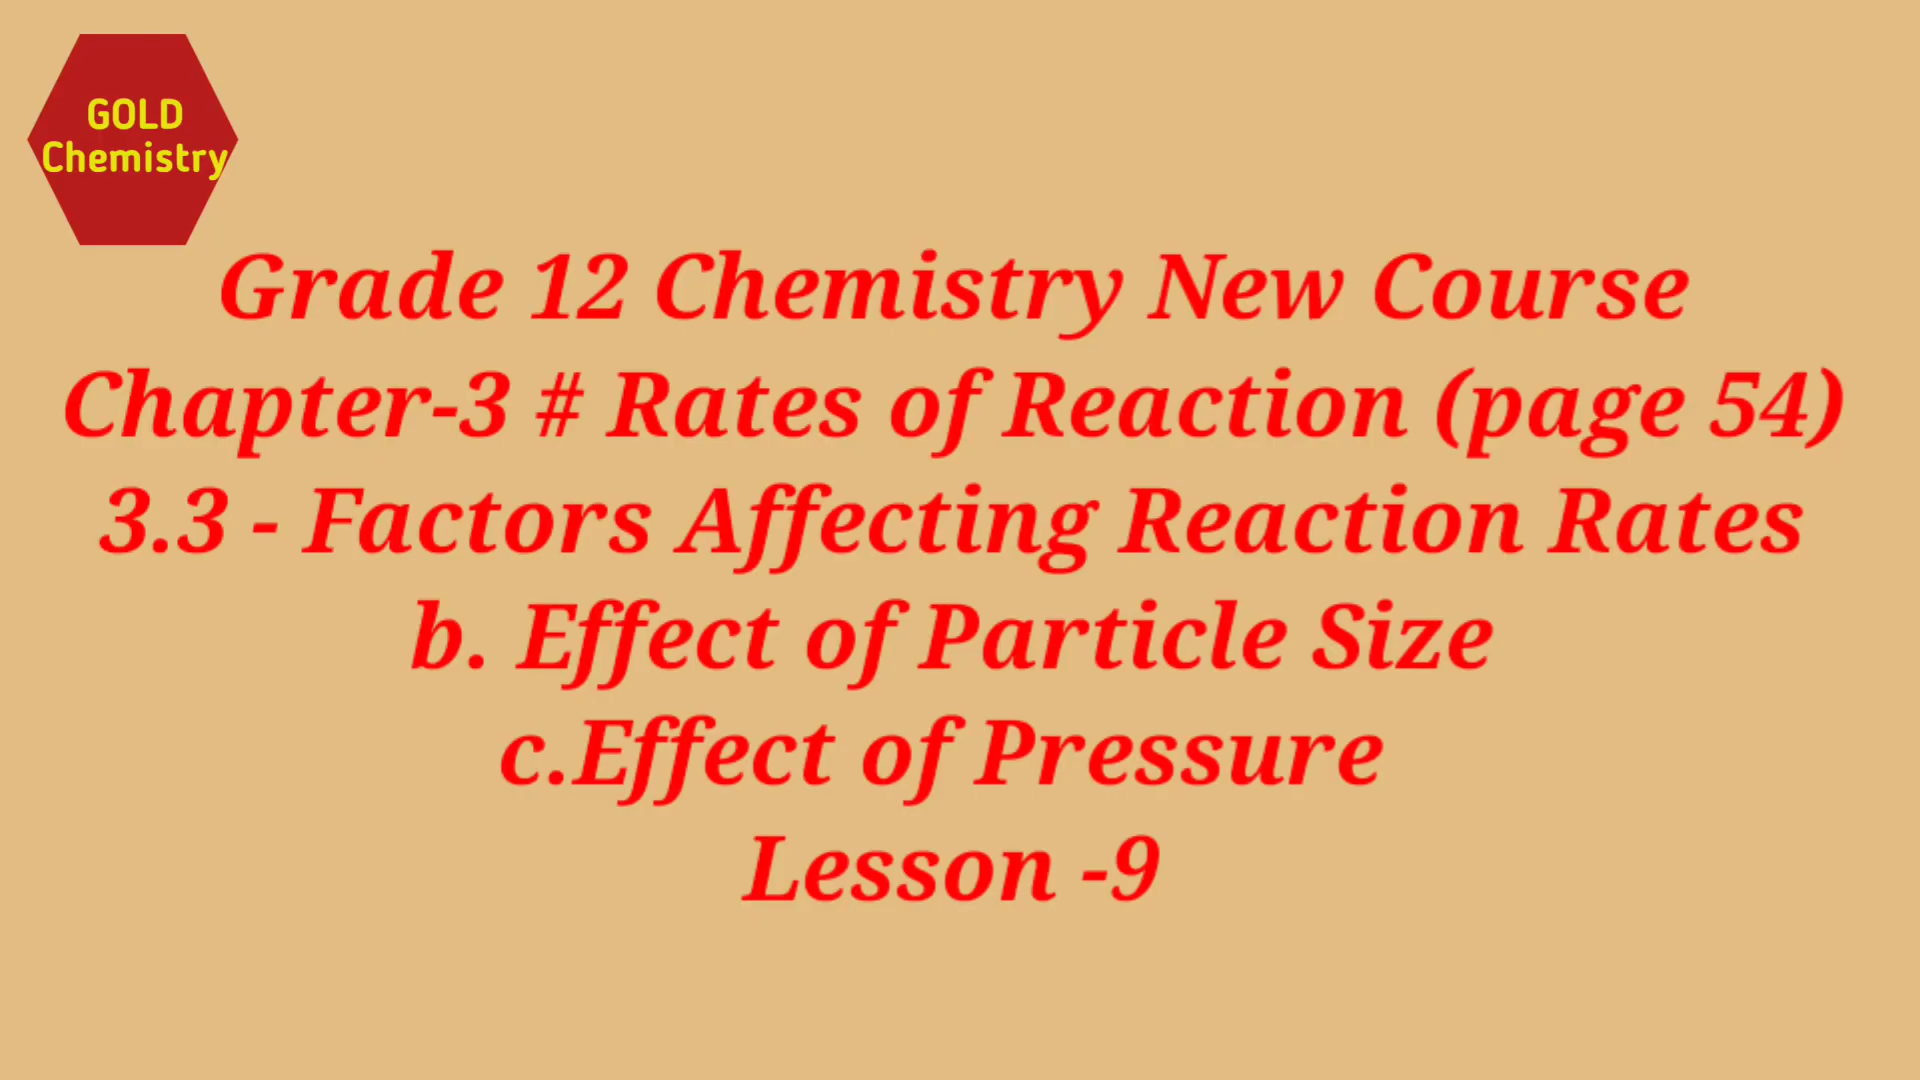 GOLD
Chemistry
Grade 12 Chemistry New Course
Chapter-3 # Rates of Reaction (page 54)
3.3 - Factors Affecting Reaction Rates
b. Effect of Particle Size
c.Effect of Pressure
Lesson -9